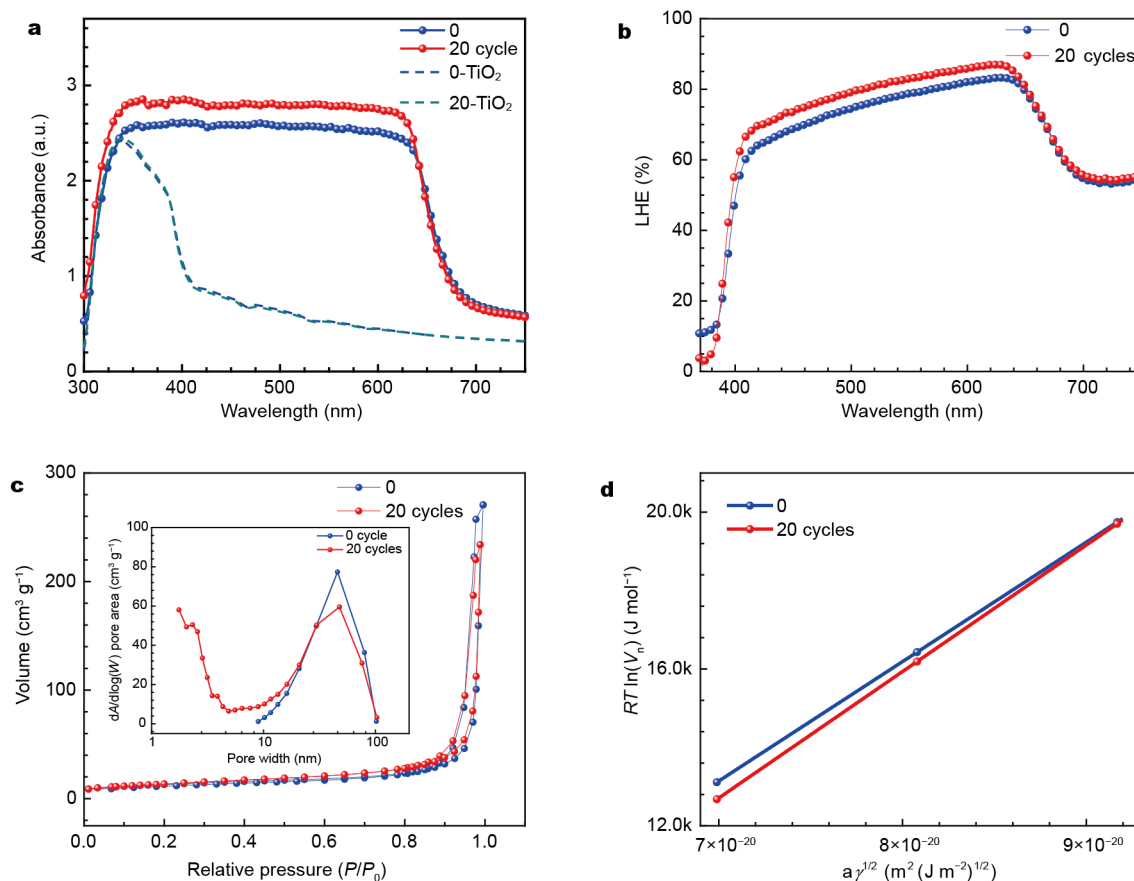 a
0
20 cycle
0-TiO₂
20-TiO₂
3
2
1
0
Absorbance (a.u.)
300 400 500 600 700
Wavelength (nm)
b
0
20 cycles
100
80
60
40
20
0
LHE (%)
400 500 600 700
Wavelength (nm)
c
0
20 cycles
300
200
100
0
Volume (cm³ g⁻¹)
0 cycle
20 cycles
100
80
60
40
20
0
dA/dlog(W) pore area (cm³ g⁻¹)
1 10 100
Pore width (nm)
0.0 0.2 0.4 0.6 0.8 1.0
Relative pressure (P/P₀)
d
0
20 cycles
20.0k
16.0k
12.0k
RT ln(Vₙ) (J mol⁻¹)
7×10⁻²⁰ 8×10⁻²⁰ 9×10⁻²⁰
aγ¹ᐟ² (m² (J m⁻²)¹ᐟ²)